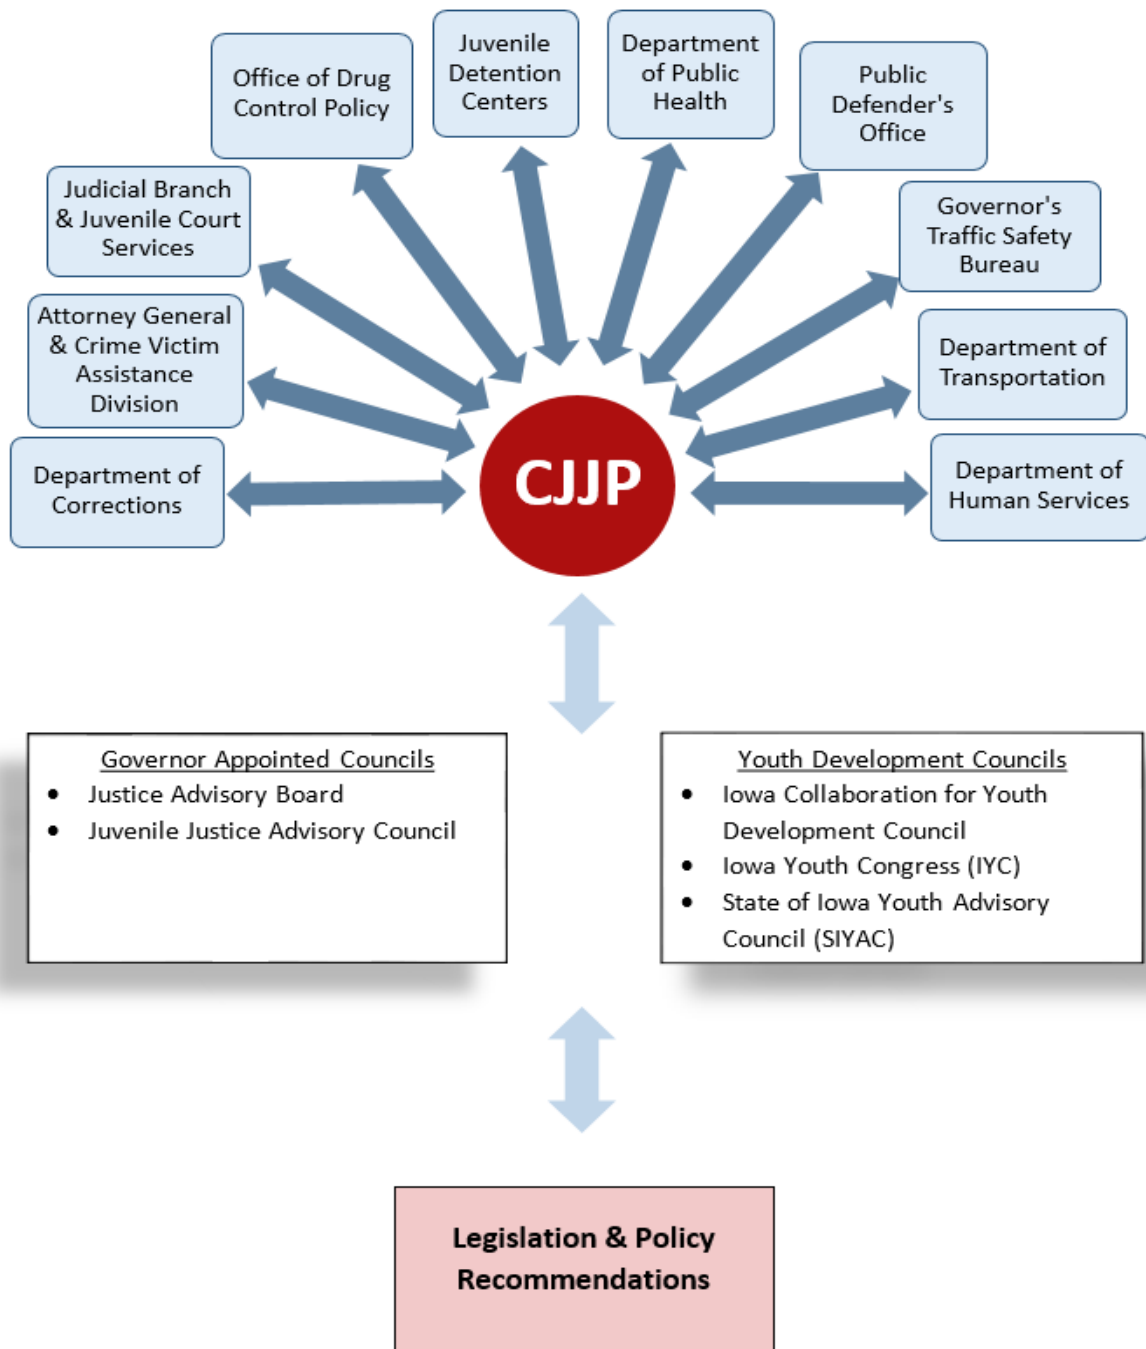 Office of Drug
Control Policy
Juvenile
Detention
Centers
Department
of Public
Health
Public
Defender's
Office
Judicial Branch
& Juvenile Court
Services
Governor's
Traffic Safety
Bureau
Attorney General
& Crime Victim
Assistance
Division
Department of
Transportation
Department of
Corrections
CJJP
Department of
Human Services
Governor Appointed Councils
• Justice Advisory Board
• Juvenile Justice Advisory Council
Youth Development Councils
• Iowa Collaboration for Youth
Development Council
• Iowa Youth Congress (IYC)
• State of Iowa Youth Advisory
Council (SIYAC)
Legislation & Policy
Recommendations